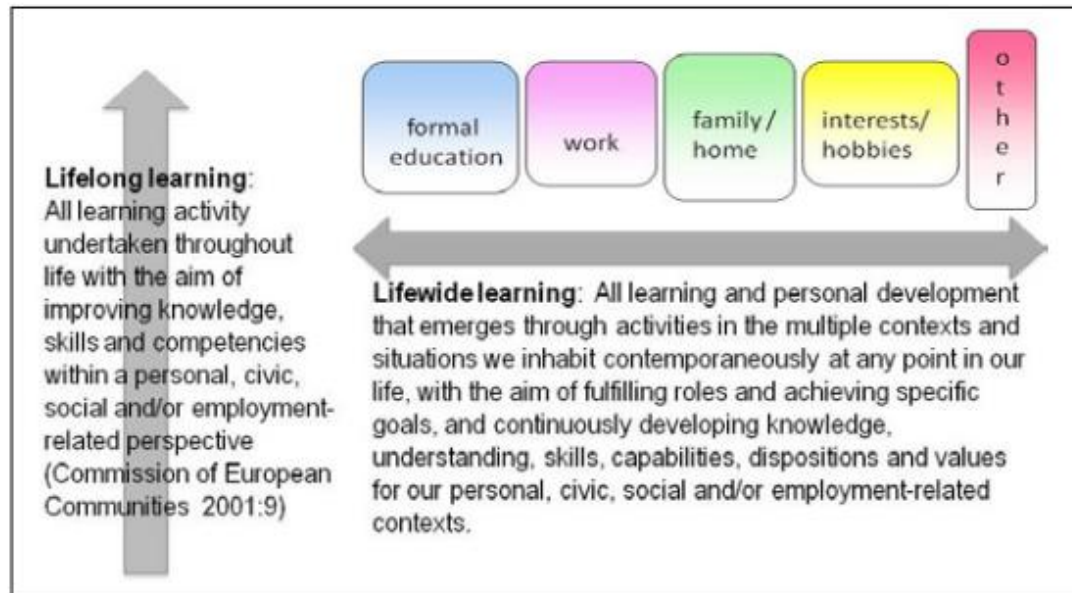 formal
education
work
family/
home
interests/
hobbies
other
Lifelong learning:
All learning activity
undertaken throughout
life with the aim of
improving knowledge,
skills and competencies
within a personal, civic,
social and/or employment-
related perspective
(Commission of European
Communities 2001:9)
Lifewide learning: All learning and personal development
that emerges through activities in the multiple contexts and
situations we inhabit contemporaneously at any point in our
life, with the aim of fulfilling roles and achieving specific
goals, and continuously developing knowledge,
understanding, skills, capabilities, dispositions and values
for our personal, civic, social and/or employment-related
contexts.